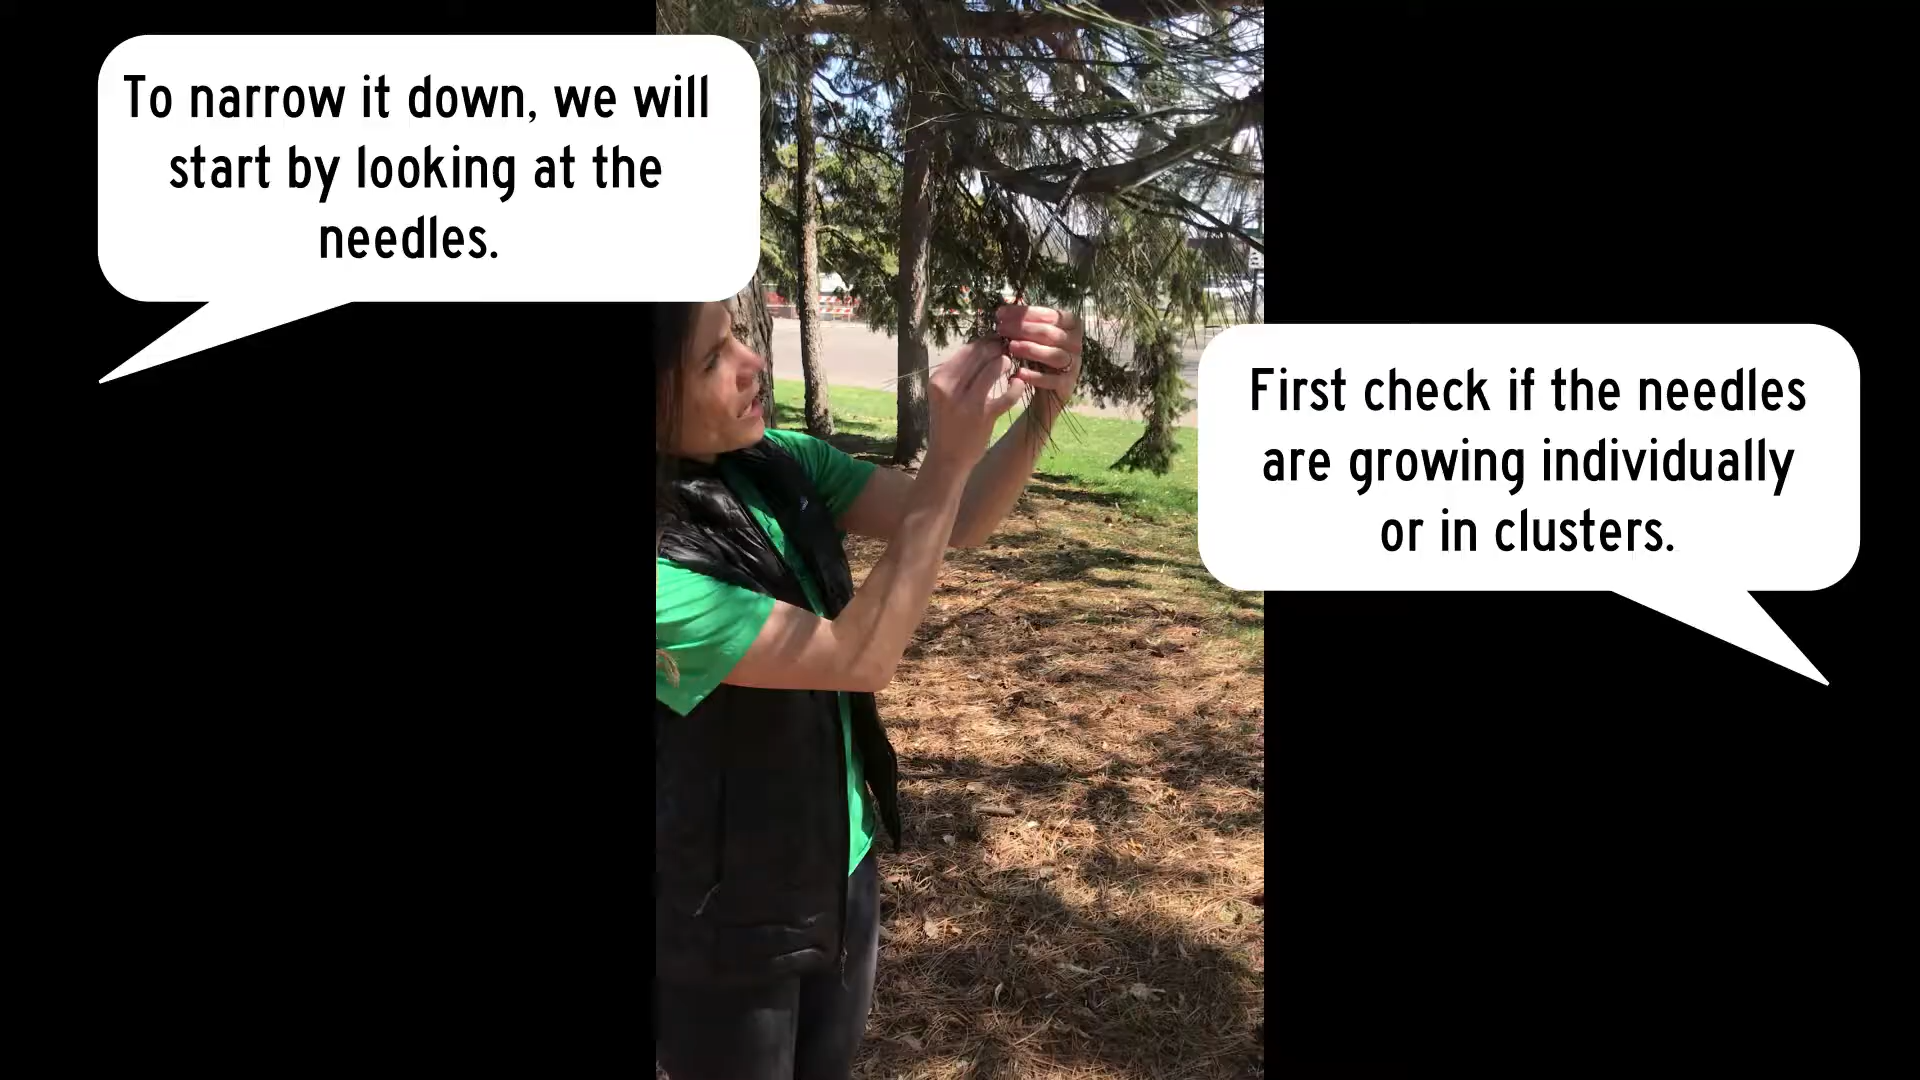 To narrow it down, we will
start by looking at the
needles.
First check if the needles
are growing individually
or in clusters.